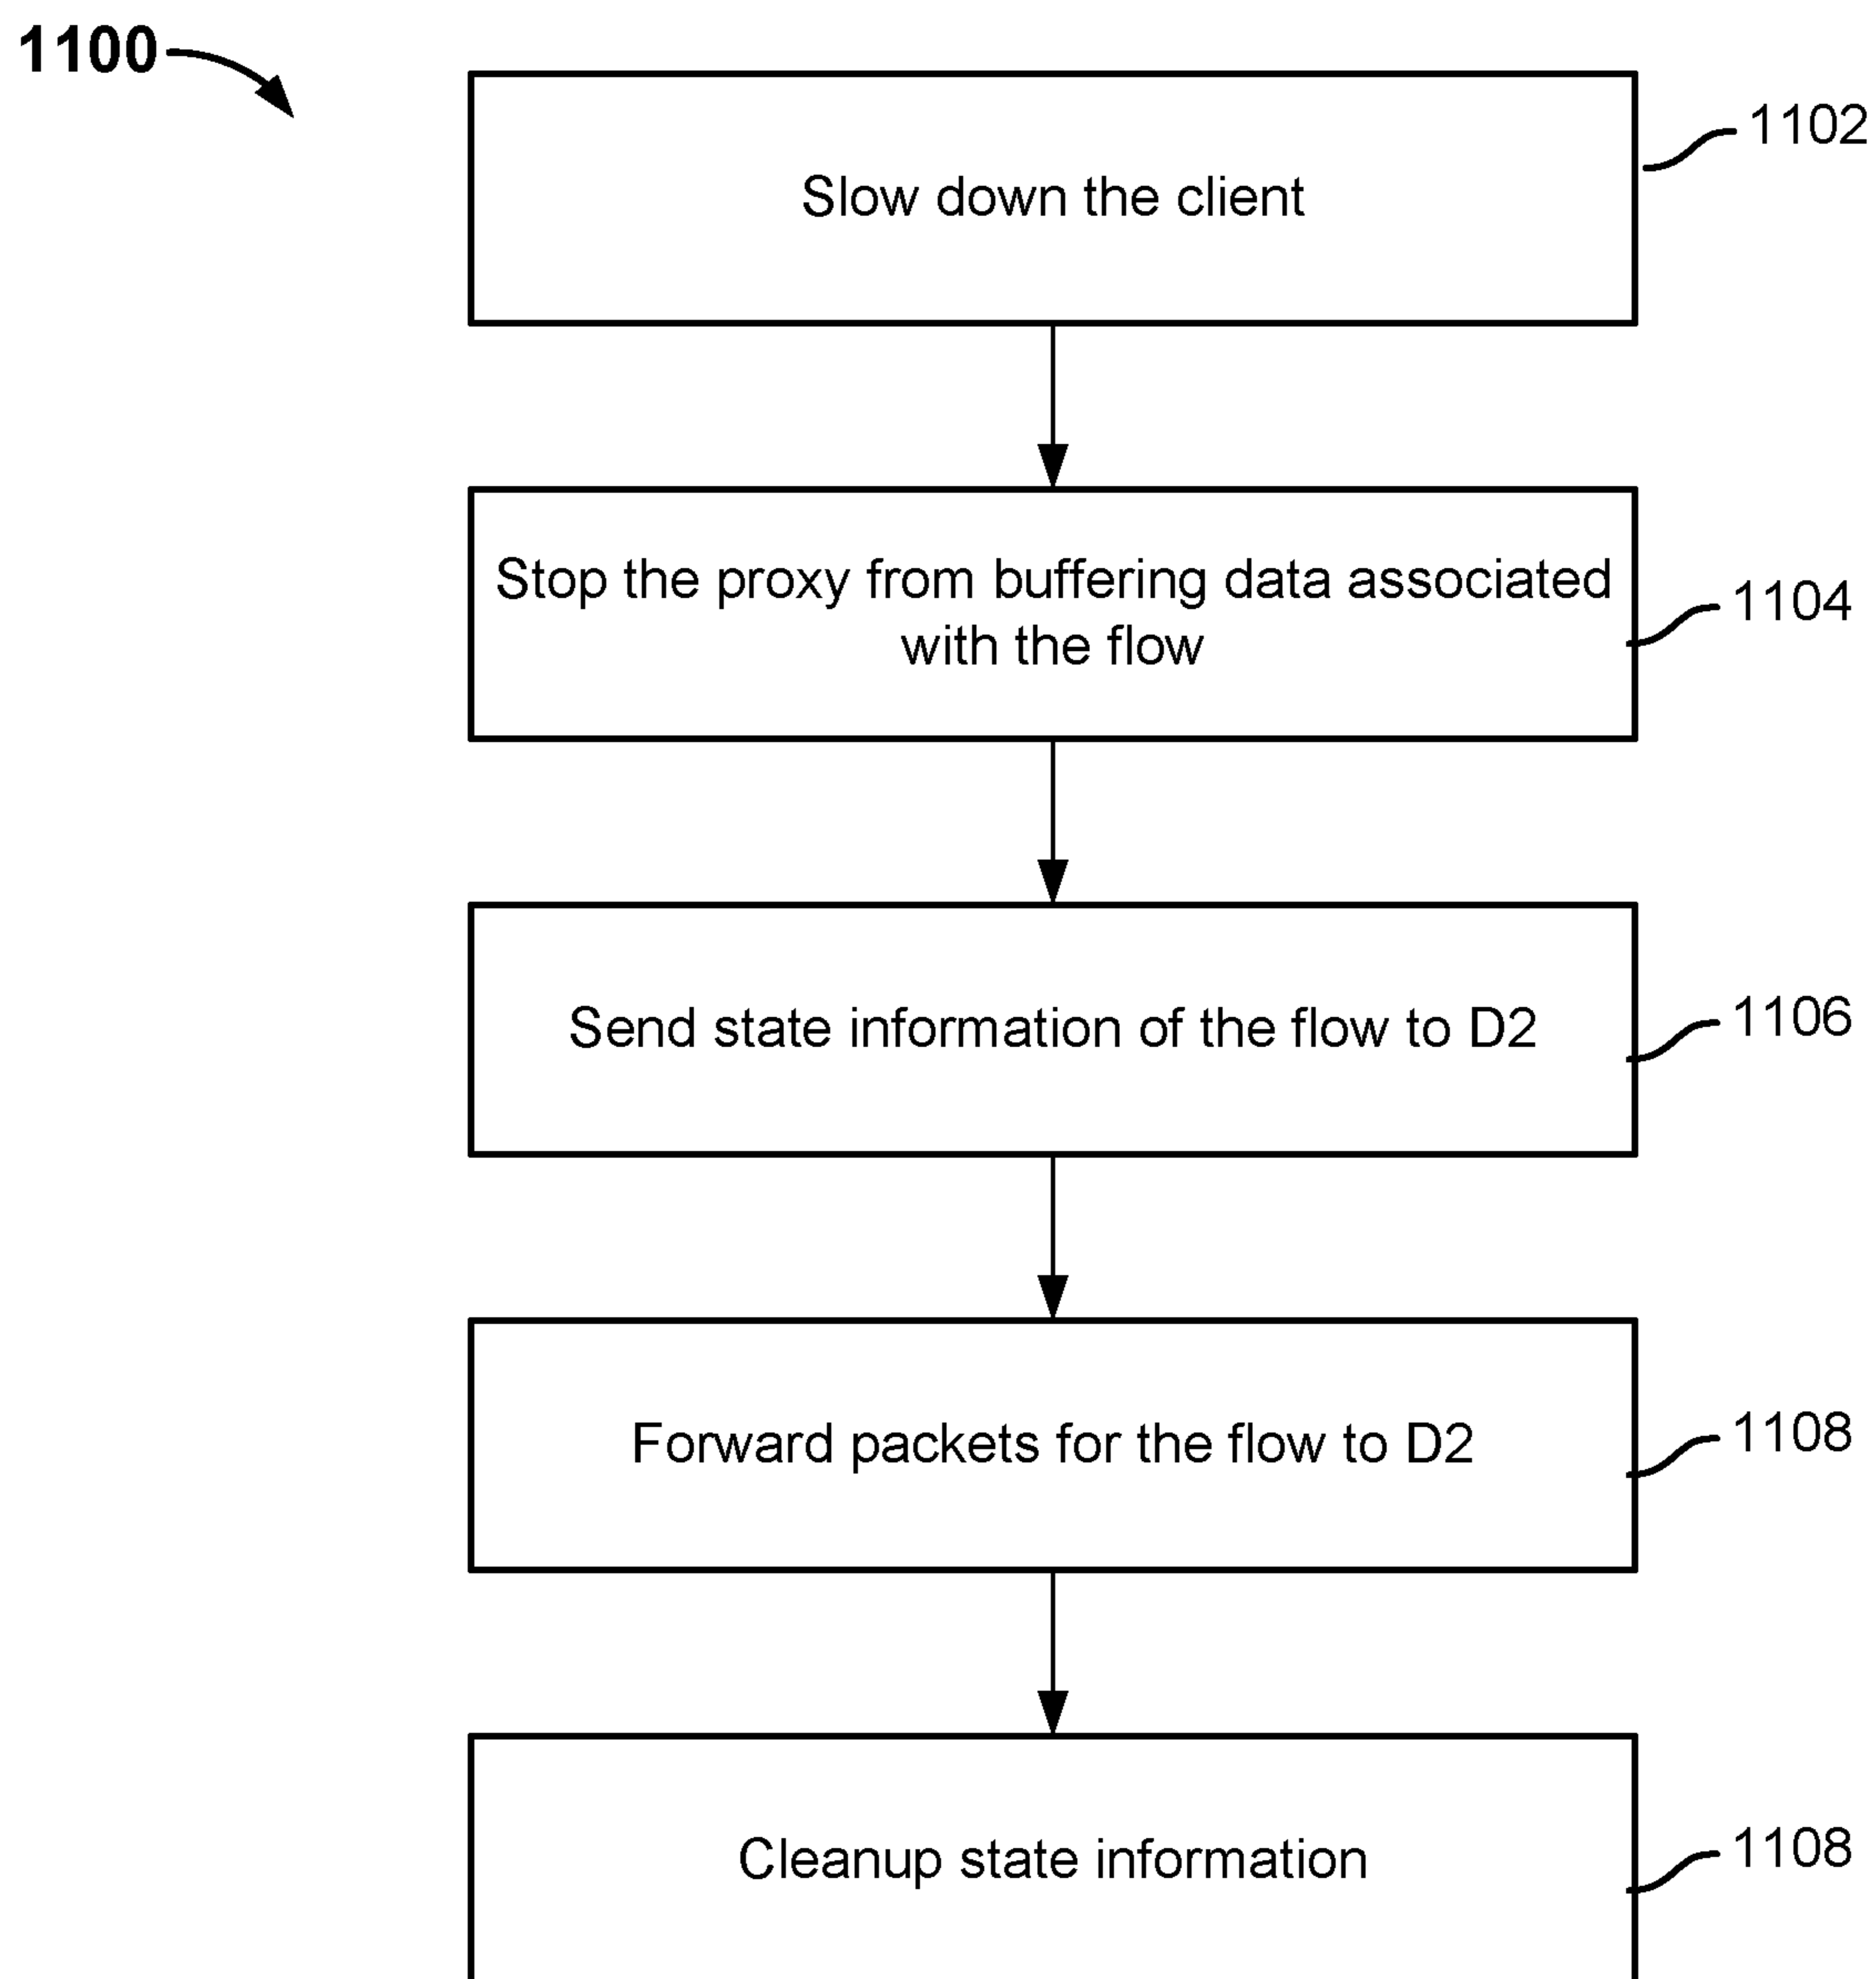 1100
Slow down the client
1102
Stop the proxy from buffering data associated
with the flow
1104
Send state information of the flow to D2
1106
Forward packets for the flow to D2
1108
Cleanup state information
1108